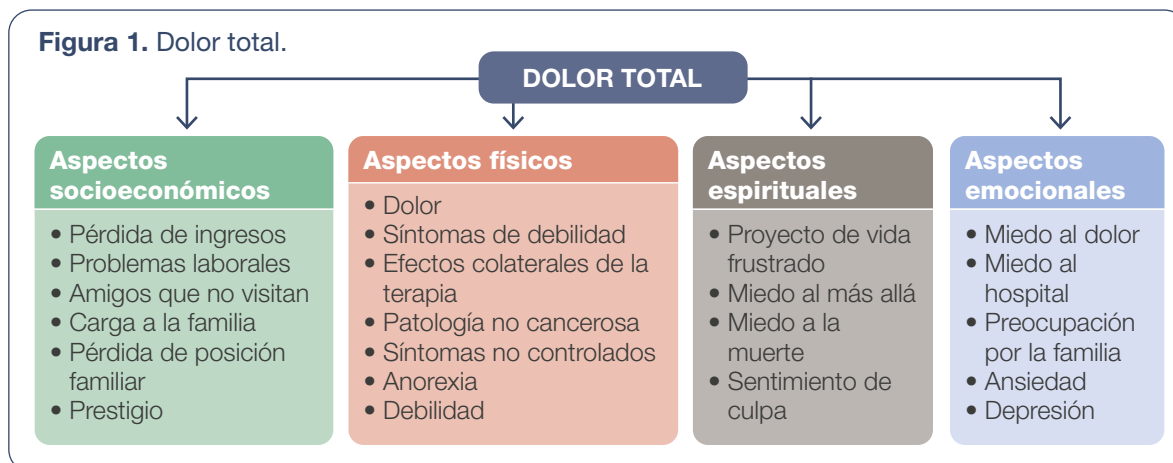 Figura 1. Dolor total.
DOLOR TOTAL
Aspectos
socioeconómicos
• Pérdida de ingresos
• Problemas laborales
• Amigos que no visitan
• Carga a la familia
• Pérdida de posición
familiar
• Prestigio
Aspectos físicos
• Dolor
• Síntomas de debilidad
• Efectos colaterales de la
terapia
• Patología no cancerosa
• Síntomas no controlados
• Anorexia
• Debilidad
Aspectos
espirituales
• Proyecto de vida
frustrado
• Miedo al más allá
• Miedo a la
muerte
• Sentimiento de
culpa
Aspectos
emocionales
• Miedo al dolor
• Miedo al
hospital
• Preocupación
por la familia
• Ansiedad
• Depresión